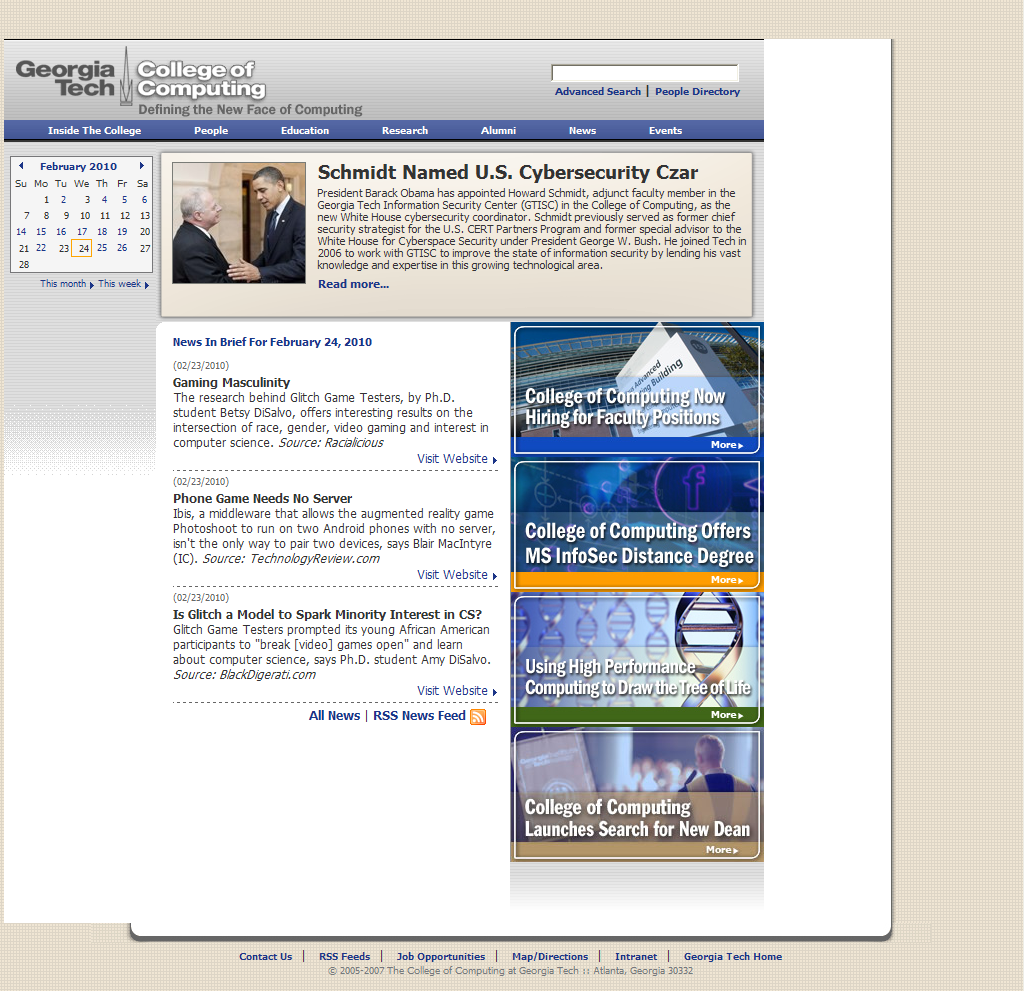 Georgia Tech
College of Computing
Defining the New Face of Computing
Advanced Search | People Directory
Inside The College People Education Research Alumni News Events
February 2010
Su Mo Tu We Th Fr Sa
1 2 3 4 5 6
7 8 9 10 11 12 13
14 15 16 17 18 19 20
21 22 23 24 25 26 27
28
This month This week
Schmidt Named U.S. Cybersecurity Czar
President Barack Obama has appointed Howard Schmidt, adjunct faculty member in the
Georgia Tech Information Security Center (GTISC) in the College of Computing, as the
new White House cybersecurity coordinator. Schmidt previously served as former chief
security strategist for the U.S. CERT Partners Program and former special advisor to the
White House for Cyberspace Security under President George W. Bush. He joined Tech in
2006 to work with GTISC to improve the state of information security by lending his vast
knowledge and expertise in this growing technological area.
Read more...
News In Brief For February 24, 2010
(02/23/2010)
Gaming Masculinity
The research behind Glitch Game Testers, by Ph.D.
student Betsy DiSalvo, offers interesting results on the
intersection of race, gender, video gaming and interest in
computer science. Source: Racialicious
Visit Website
(02/23/2010)
Phone Game Needs No Server
Ibis, a middleware that allows the augmented reality game
Photoshoot to run on two Android phones with no server,
isn't the only way to pair two devices, says Blair MacIntyre
(IC). Source: TechnologyReview.com
Visit Website
(02/23/2010)
Is Glitch a Model to Spark Minority Interest in CS?
Glitch Game Testers prompted its young African American
participants to "break [video] games open" and learn
about computer science, says Ph.D. student Amy DiSalvo.
Source: BlackDigerati.com
Visit Website
All News | RSS News Feed
Advanced
Building
College of Computing Now
Hiring for Faculty Positions
More
College of Computing Offers
MS InfoSec Distance Degree
More
Using High Performance
Computing to Draw the Tree of Life
More
College of Computing
Launches Search for New Dean
More
Contact Us | RSS Feeds | Job Opportunities | Map/Directions | Intranet | Georgia Tech Home
© 2005-2007 The College of Computing at Georgia Tech :: Atlanta, Georgia 30332